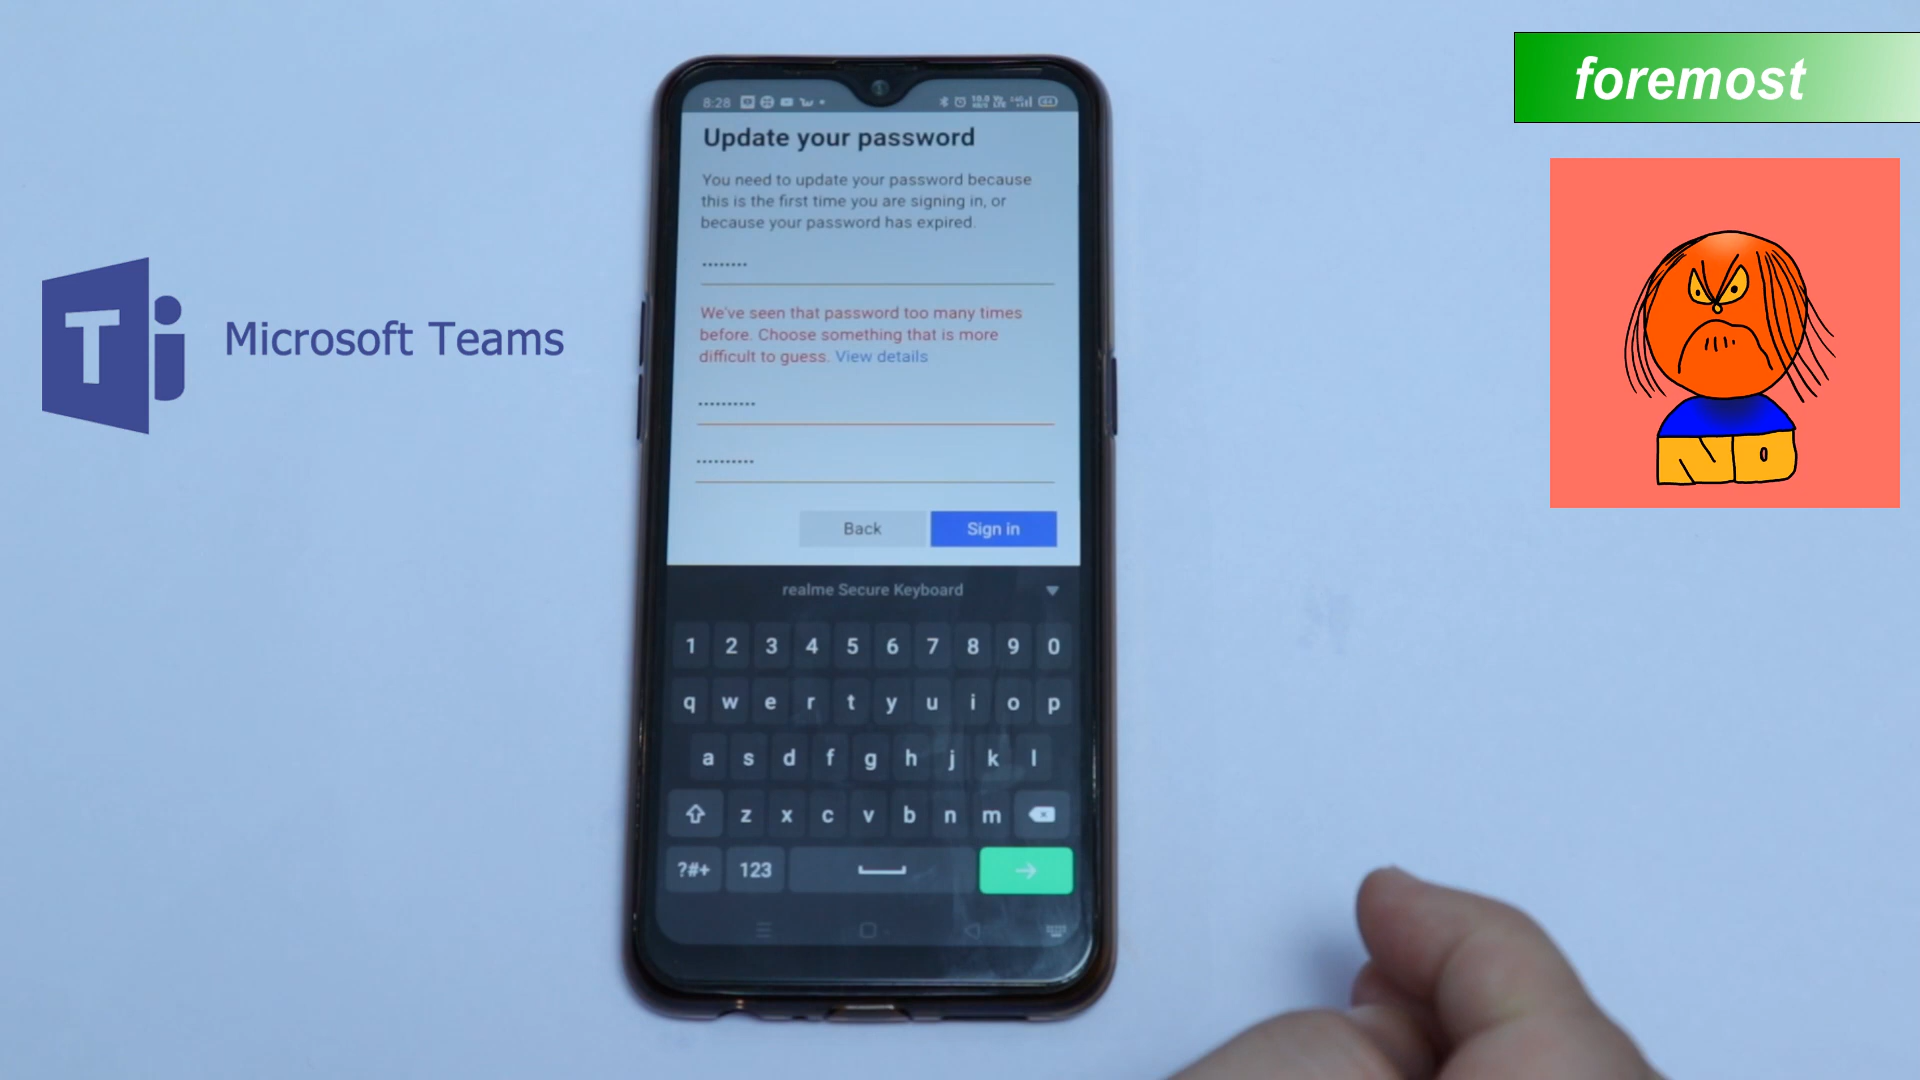 foremost
8:28
Update your password
You need to update your password because
this is the first time you are signing in, or
because your password has expired.
We've seen that password too many times
before. Choose something that is more
difficult to guess. View details
Microsoft Teams
NO
Back
Sign in
realme Secure Keyboard
1 2 3 4 5 6 7 8 9 0
q w e r t y u i o p
a s d f g h j k l
z x c v b n m
?#+ 123